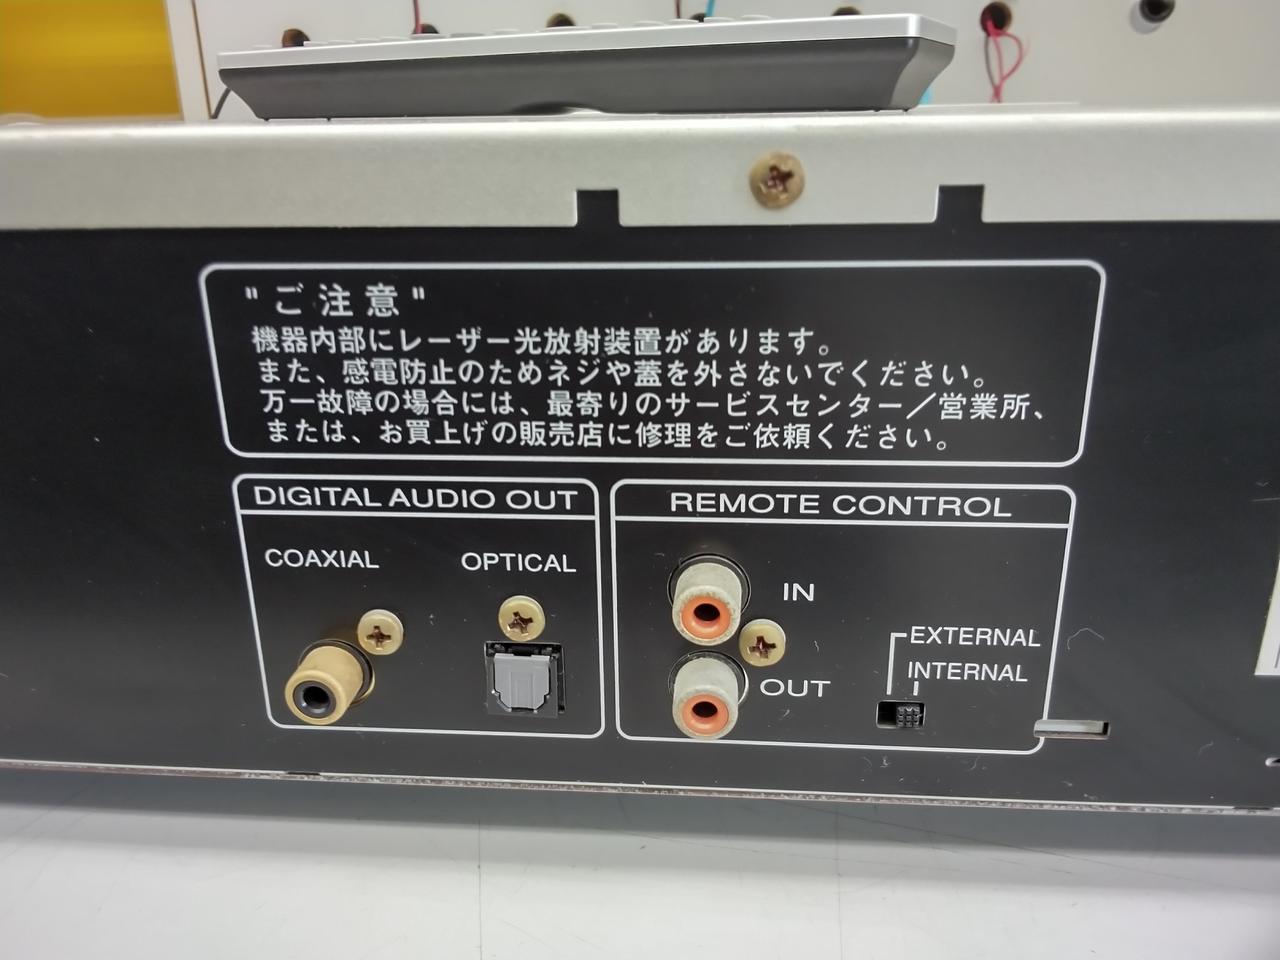 "ご注意"
機器内部にレーザー光放射装置があります。
また、感電防止のためネジや蓋を外さないでください。
万一故障の場合には、最寄りのサービスセンター／営業所、
または、お買上げの販売店に修理をご依頼ください。
DIGITAL AUDIO OUT
COAXIAL
OPTICAL
REMOTE CONTROL
IN
OUT
EXTERNAL
INTERNAL